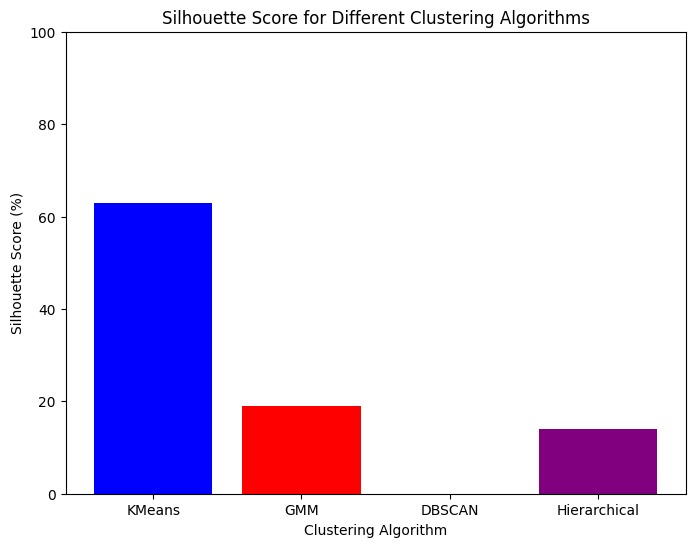 Silhouette Score for Different Clustering Algorithms
100
80
60
40
20
0
Silhouette Score (%)
KMeans GMM DBSCAN Hierarchical
Clustering Algorithm